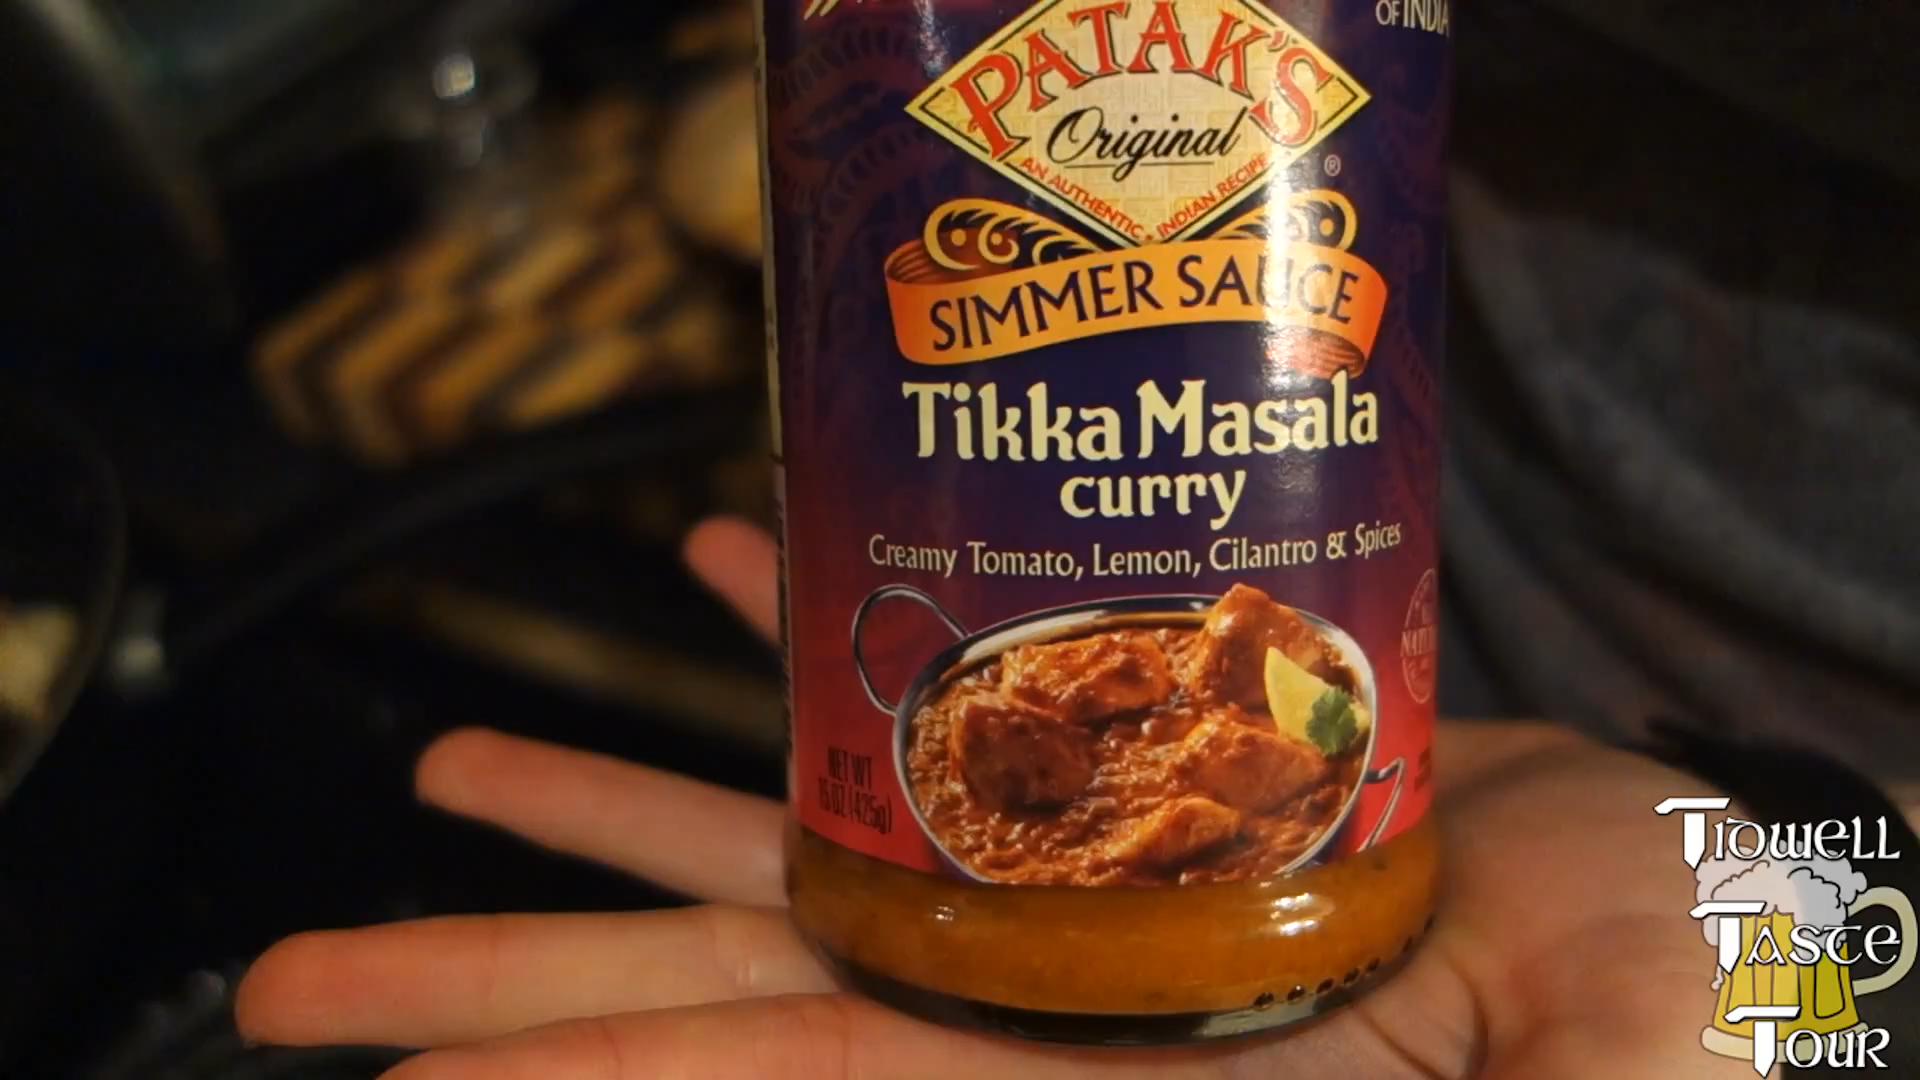 OF INDIA
PATAK'S
Original
®
AN AUTHENTIC INDIAN RECIPE
SIMMER SAUCE
Tikka Masala
curry
Creamy Tomato, Lemon, Cilantro & Spices
NET WT
15 OZ (425g)
Tidwell
Taste
Tour